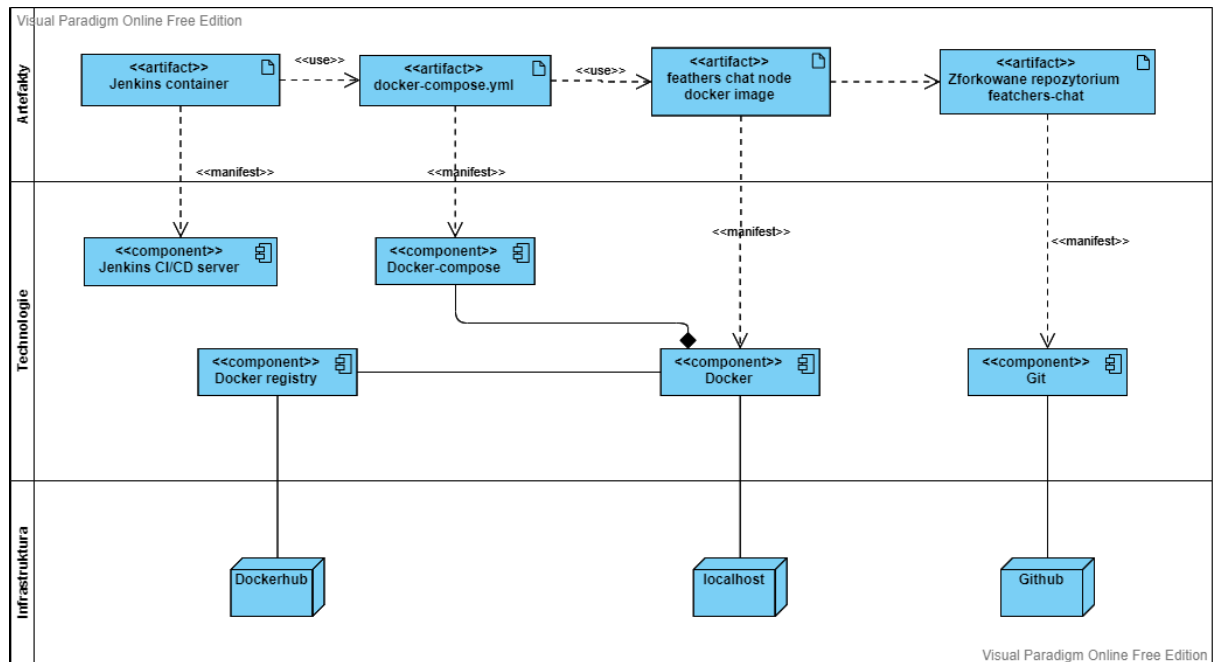 Visual Paradigm Online Free Edition
Artefakty
<<artifact>>
Jenkins container
<<use>>
<<artifact>>
docker-compose.yml
<<use>>
<<artifact>>
feathers chat node
docker image
<<artifact>>
Zforkowane repozytorium
featchers-chat
<<manifest>>
<<manifest>>
<<manifest>>
<<manifest>>
Technologie
<<component>>
Jenkins CI/CD server
<<component>>
Docker-compose
<<component>>
Docker registry
<<component>>
Docker
<<component>>
Git
Infrastruktura
Dockerhub
localhost
Github
Visual Paradigm Online Free Edition